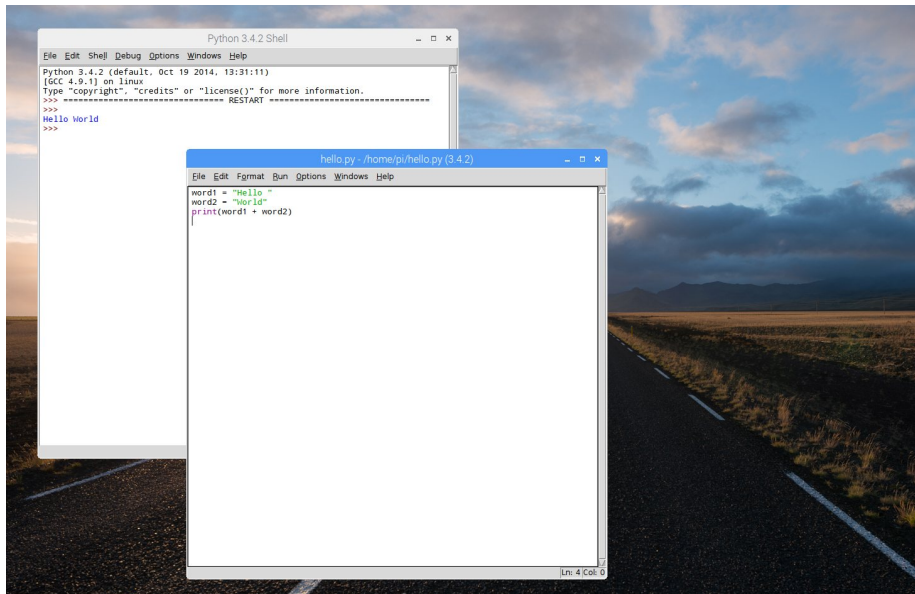 Python 3.4.2 Shell
File Edit Shell Debug Options Windows Help
Python 3.4.2 (default, Oct 19 2014, 13:31:11)
[GCC 4.9.1] on linux
Type "copyright", "credits" or "license()" for more information.
>>> ================================ RESTART ================================
>>>
Hello World
>>>
hello.py - /home/pi/hello.py (3.4.2)
File Edit Format Run Options Windows Help
word1 = "Hello "
word2 = "World"
print(word1 + word2)
Ln: 4 Col: 0